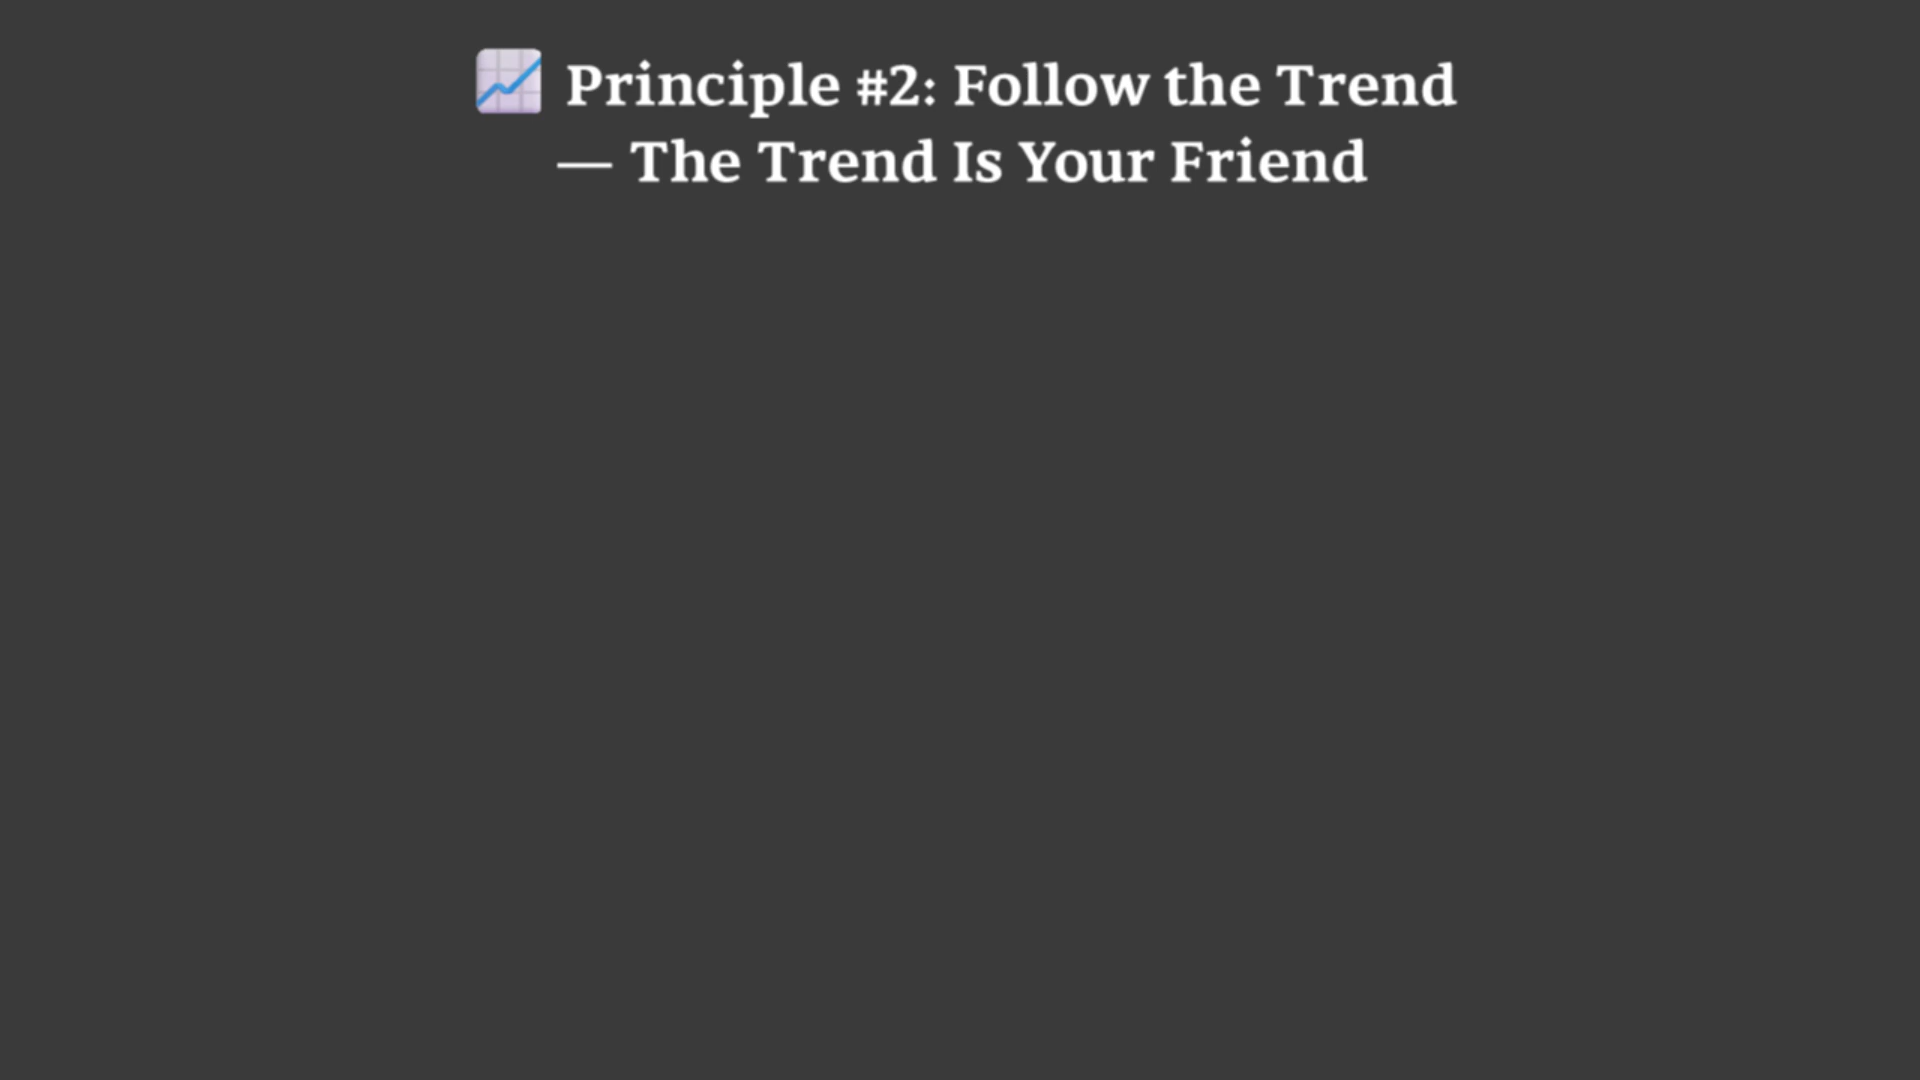 📈 Principle #2: Follow the Trend
— The Trend Is Your Friend